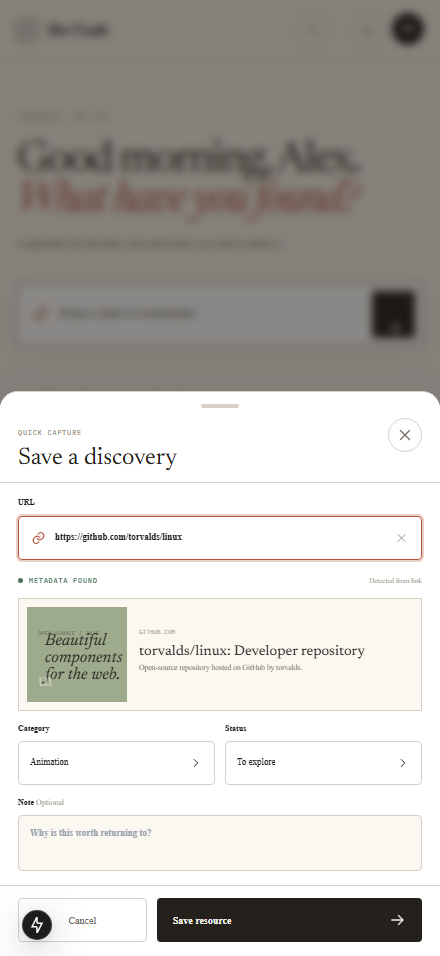 Good morning, Alex.
What have you found?
QUICK CAPTURE
Save a discovery
URL
https://github.com/torvalds/linux
METADATA FOUND
Detected from link
Beautiful
components
for the web.
ui
GITHUB.COM
torvalds/linux: Developer repository
Open-source repository hosted on GitHub by torvalds.
Category
Status
Animation
To explore
Note Optional
Why is this worth returning to?
Cancel
Save resource